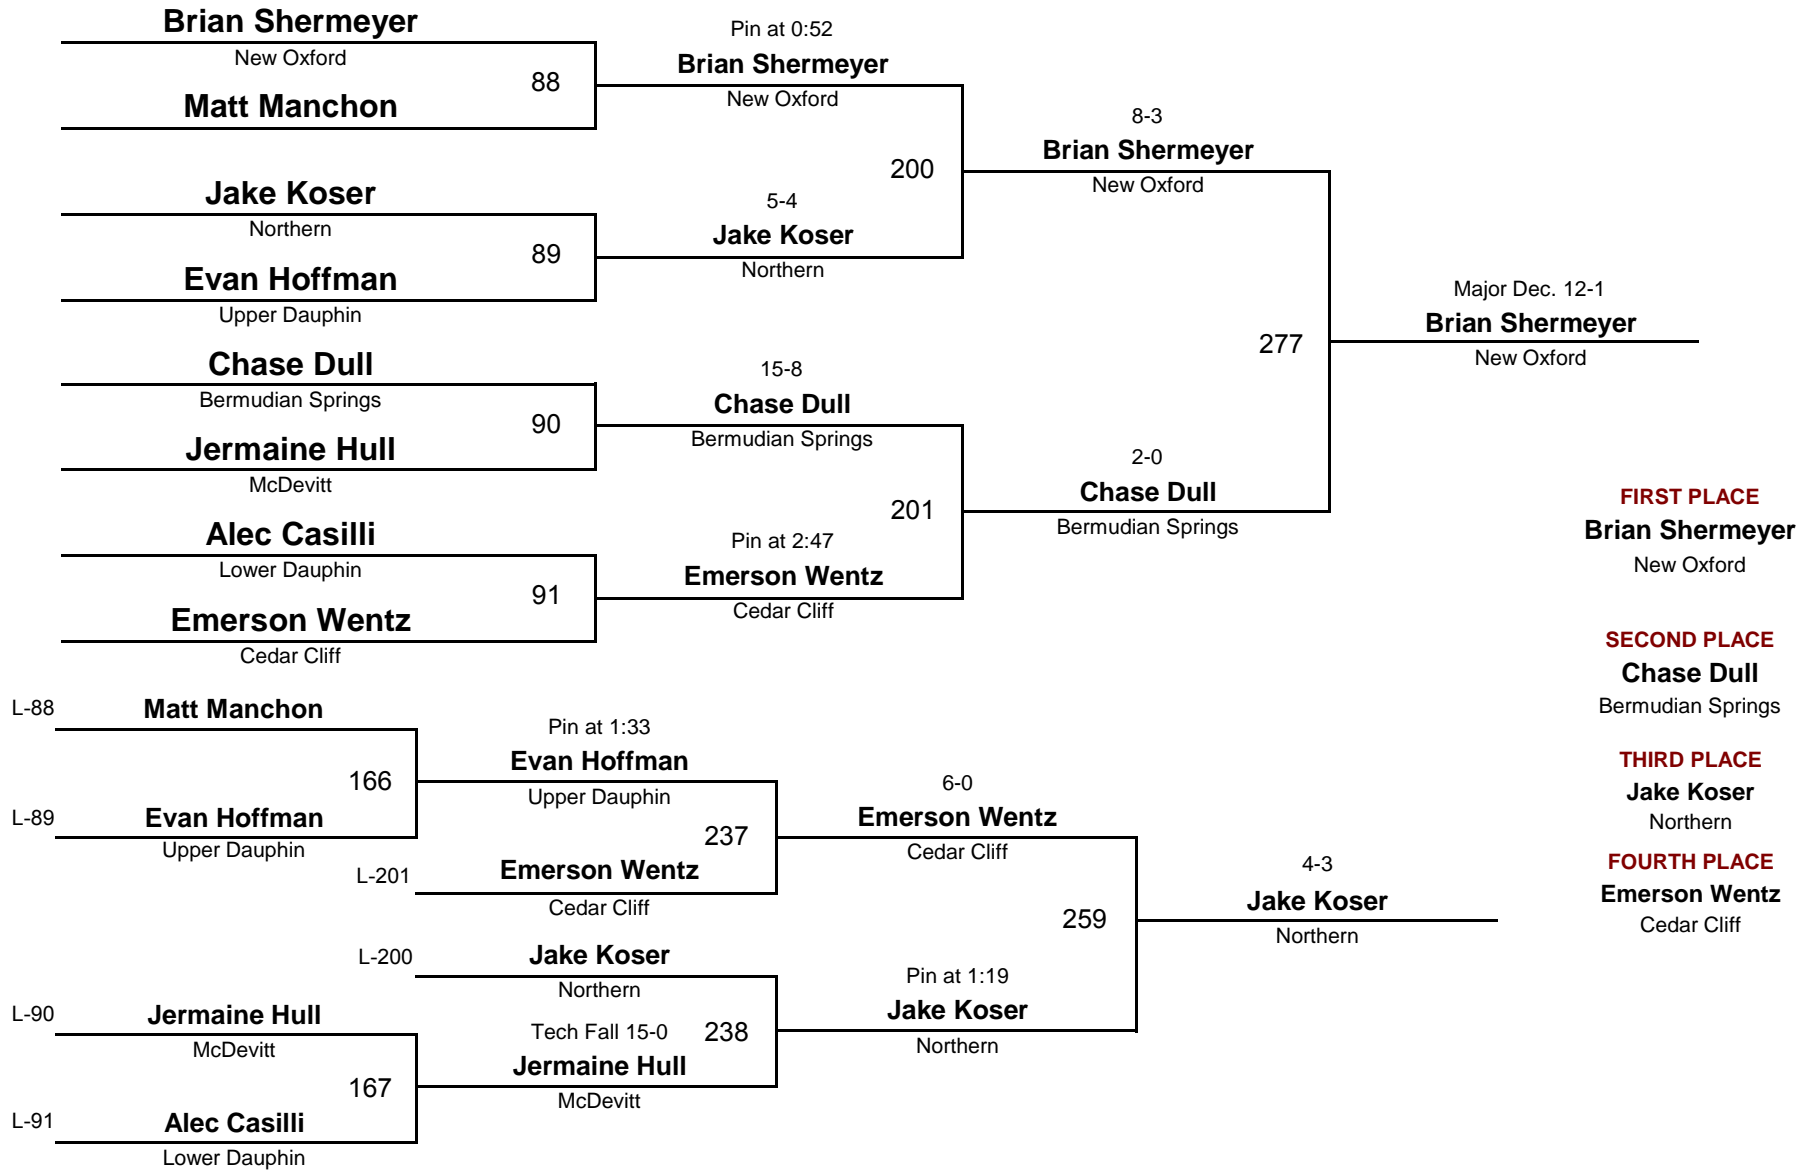 Brian Shermeyer
New Oxford
88
Matt Manchon
Jake Koser
Northern
89
Evan Hoffman
Upper Dauphin
Chase Dull
Bermudian Springs
90
Jermaine Hull
McDevitt
Alec Casilli
Lower Dauphin
91
Emerson Wentz
Cedar Cliff
Pin at 0:52
Brian Shermeyer
New Oxford
200
5-4
Jake Koser
Northern
15-8
Chase Dull
Bermudian Springs
201
Pin at 2:47
Emerson Wentz
Cedar Cliff
8-3
Brian Shermeyer
New Oxford
277
2-0
Chase Dull
Bermudian Springs
Major Dec. 12-1
Brian Shermeyer
New Oxford
FIRST PLACE
Brian Shermeyer
New Oxford
SECOND PLACE
Chase Dull
Bermudian Springs
THIRD PLACE
Jake Koser
Northern
FOURTH PLACE
Emerson Wentz
Cedar Cliff
L-88
Matt Manchon
166
L-89
Evan Hoffman
Upper Dauphin
Pin at 1:33
Evan Hoffman
Upper Dauphin
237
L-201
Emerson Wentz
Cedar Cliff
L-200
Jake Koser
Northern
238
L-90
Jermaine Hull
McDevitt
167
L-91
Alec Casilli
Lower Dauphin
Tech Fall 15-0
Jermaine Hull
McDevitt
6-0
Emerson Wentz
Cedar Cliff
259
Pin at 1:19
Jake Koser
Northern
4-3
Jake Koser
Northern